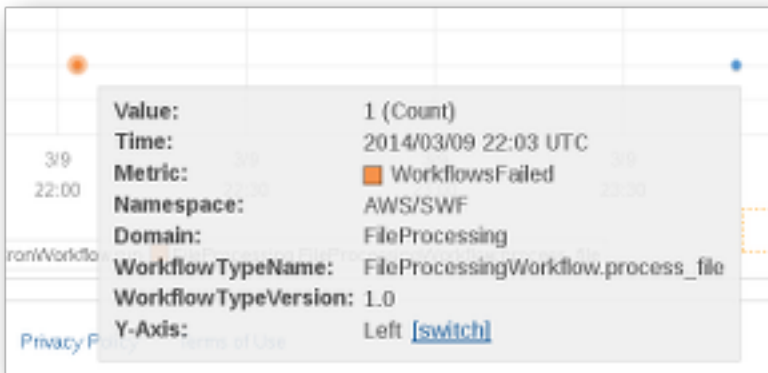 Value: 1 (Count)
Time: 2014/03/09 22:03 UTC
3/9 3/9 3/9
Metric: WorkflowsFailed
22:00 22:30 23:30
Namespace: AWS/SWF
Domain: FileProcessing
ronWorkflo
WorkflowTypeName: FileProcessingWorkflow.process_file
WorkflowTypeVersion: 1.0
Y-Axis: Left [switch]
Privacy Policy Terms of Use